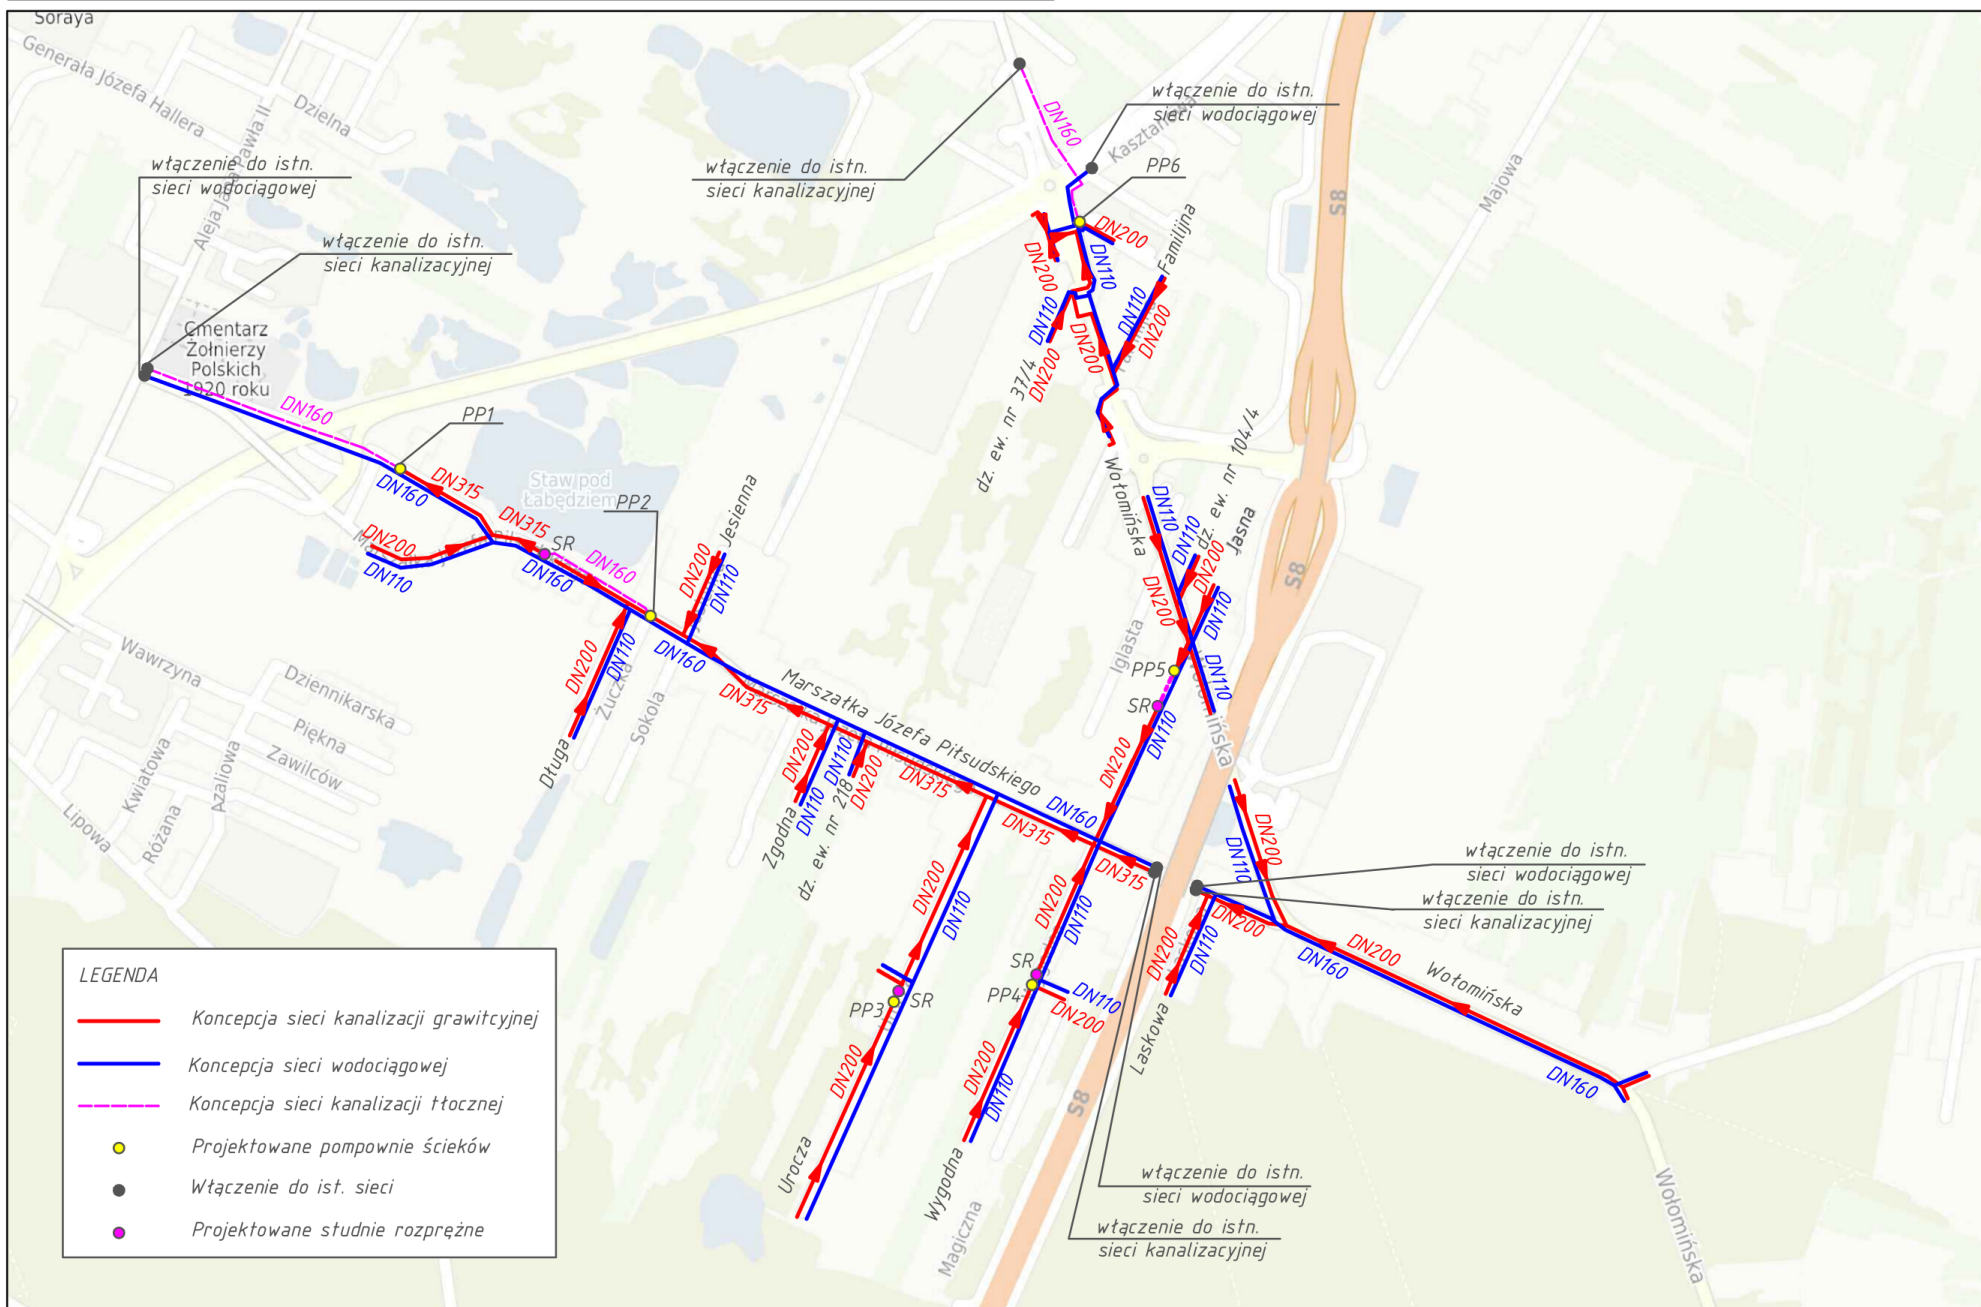 Soraya
Generała Józefa Hallera
Dzielna
Aleja Jana Pawła II
włączenie do istn.
sieci wodociągowej
włączenie do istn.
sieci kanalizacyjnej
Cmentarz
Żołnierzy
Polskich
1920 roku
DN160
PP1
DN160
DN315
DN200
DN110
DN315
SR
DN160
DN160
Staw pod
Łabędziem
PP2
Jesienna
DN200
DN110
DN160
DN200
DN110
Długa
Żuczka
Sokoła
Wawrzyna
Dziennikarska
Piękna
Zawilców
Kwiatowa
Azaliowa
Różana
Lipowa
włączenie do istn.
sieci kanalizacyjnej
DN160
włączenie do istn.
sieci wodociągowej
Kasztanowa
PP6
DN200
DN110
DN200
Familijna
DN110
DN200
DN110
DN200
DN200
dz. ew. nr 37/4
S8
Majowa
Wołomińska
DN110
DN110
dz. ew. nr 104/4
DN200
Jasna
DN110
DN200
DN110
Iglasta
PP5
SR
DN110
DN200
S8
Marszałka Józefa Piłsudskiego
DN315
DN200
DN110
Zgodna
DN110
DN200
dz. ew. nr 218
DN315
DN160
DN315
DN315
DN200
DN110
PP3
SR
DN200
Urocza
DN200
DN110
SR
PP4
DN110
DN200
DN200
DN110
Wygodna
Magiczna
S8
DN200
DN110
DN200
DN200
DN110
Laskowa
DN160
DN200
Wołomińska
DN160
Wołomińska
włączenie do istn.
sieci wodociągowej
włączenie do istn.
sieci kanalizacyjnej
włączenie do istn.
sieci wodociągowej
włączenie do istn.
sieci kanalizacyjnej
LEGENDA
Koncepcja sieci kanalizacji grawitcyjnej
Koncepcja sieci wodociągowej
Koncepcja sieci kanalizacji tłocznej
Projektowane pompownie ścieków
Włączenie do ist. sieci
Projektowane studnie rozprężne